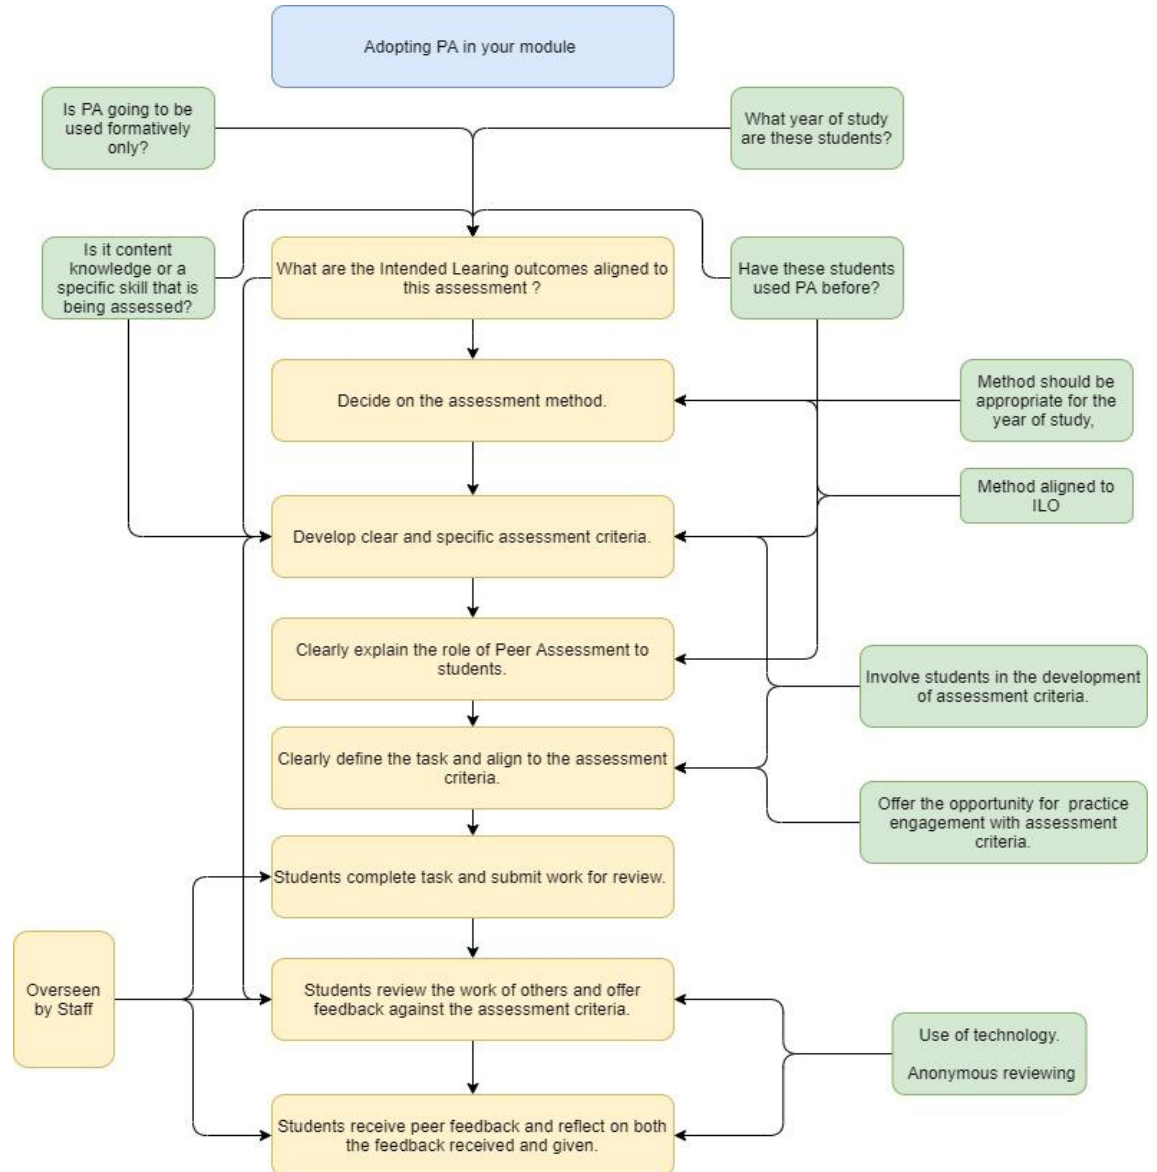 Adopting PA in your module
Is PA going to be
used formatively
only?
What year of study
are these students?
Is it content
knowledge or a
specific skill that is
being assessed?
What are the Intended Learing outcomes aligned to
this assessment ?
Have these students
used PA before?
Decide on the assessment method.
Method should be
appropriate for the
year of study,
Method aligned to
ILO
Develop clear and specific assessment criteria.
Clearly explain the role of Peer Assessment to
students.
Involve students in the development
of assessment criteria.
Clearly define the task and align to the assessment
criteria.
Offer the opportunity for  practice
engagement with assessment
criteria.
Students complete task and submit work for review.
Overseen
by Staff
Students review the work of others and offer
feedback against the assessment criteria.
Use of technology.
Anonymous reviewing
Students receive peer feedback and reflect on both
the feedback received and given.